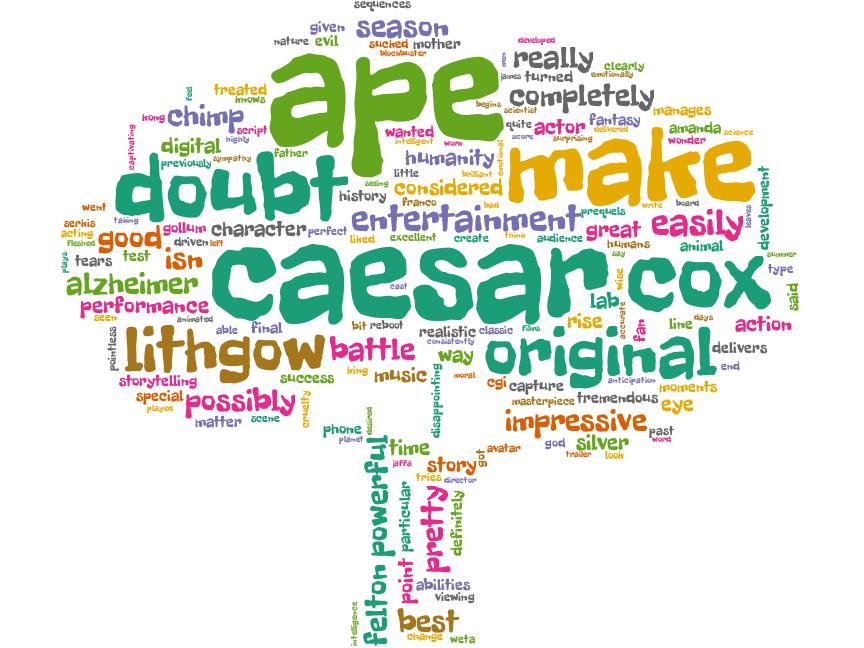 sequences
given
season
nature
evil
sucked
mother
blockbuster
developed
ape
men
really
clearly
james
turned
emotionally
feel
treated
knows
completely
begins
scientist
kong
chimp
highly
script
wanted
intelligent
work
quite
actor
fantasy
delivered
manages
score
surprising
amanda
science
wonder
captivating
digital
previously
sympathy
father
humanity
emotional
make
little
brilliant
doubt
seeing
history
considered
franco
bad
write
board
went
taking
entertainment
prequels
leaves
development
serkis
acting
fleshed
good
gollum
driven
left
character
perfect
liked
excellent
create
think
audience
great
easily
humans
say
animal
summer
plays
tears
test
isn
caesar
cast
cox
type
wise
alzheimer
said
performance
seen
animated
lab
accurate
able
final
bit
reboot
realistic
consistently
classic
films
rise
fan
line
days
action
pointless
lithgow
battle
way
original
delivers
end
king
music
moral
storytelling
success
cgi
capture
anticipation
moments
special
played
possibly
cruelty
disappointing
masterpiece
tremendous
eye
matter
scene
phone
desired
impressive
past
word
planet
time
got
avatar
god
silver
trailer
look
jaffa
story
tries
director
powerful
particular
pretty
definitely
felton
point
abilities
viewing
intelligence
best
change
weta